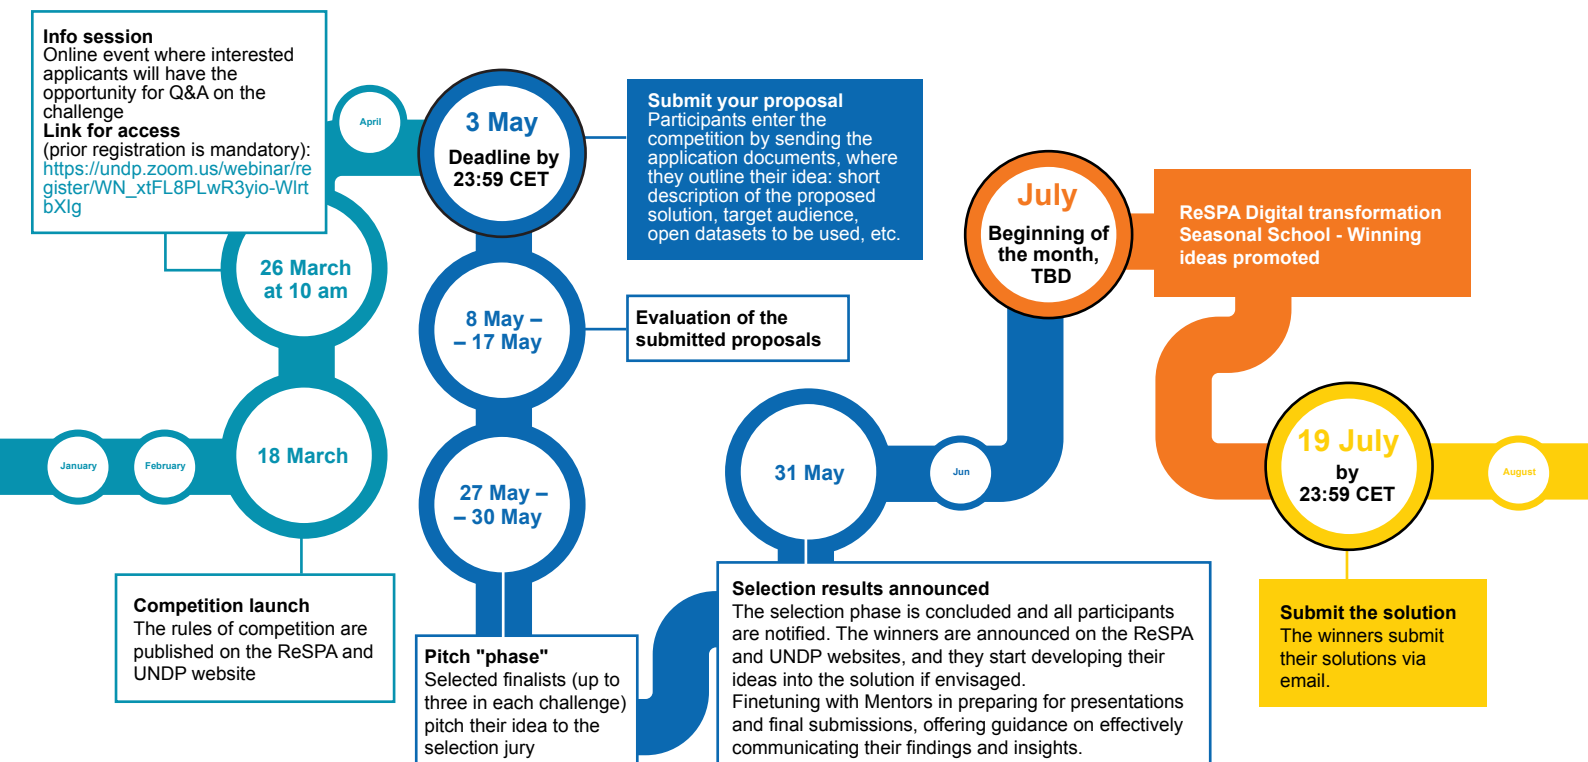 Info session
Online event where interested
applicants will have the
opportunity for Q&A on the
challenge
Link for access
(prior registration is mandatory):
https://undp.zoom.us/webinar/re
gister/WN_xtFL8PLwR3yio-WIrt
bXIg
January
February
18 March
Competition launch
The rules of competition are
published on the ReSPA and
UNDP website
26 March
at 10 am
April
3 May
Deadline by
23:59 CET
Submit your proposal
Participants enter the
competition by sending the
application documents, where
they outline their idea: short
description of the proposed
solution, target audience,
open datasets to be used, etc.
8 May –
– 17 May
Evaluation of the
submitted proposals
27 May –
– 30 May
Pitch "phase"
Selected finalists (up to
three in each challenge)
pitch their idea to the
selection jury
31 May
Selection results announced
The selection phase is concluded and all participants
are notified. The winners are announced on the ReSPA
and UNDP websites, and they start developing their
ideas into the solution if envisaged.
Finetuning with Mentors in preparing for presentations
and final submissions, offering guidance on effectively
communicating their findings and insights.
Jun
July
Beginning of
the month,
TBD
ReSPA Digital transformation
Seasonal School - Winning
ideas promoted
19 July
by
23:59 CET
Submit the solution
The winners submit
their solutions via
email.
August